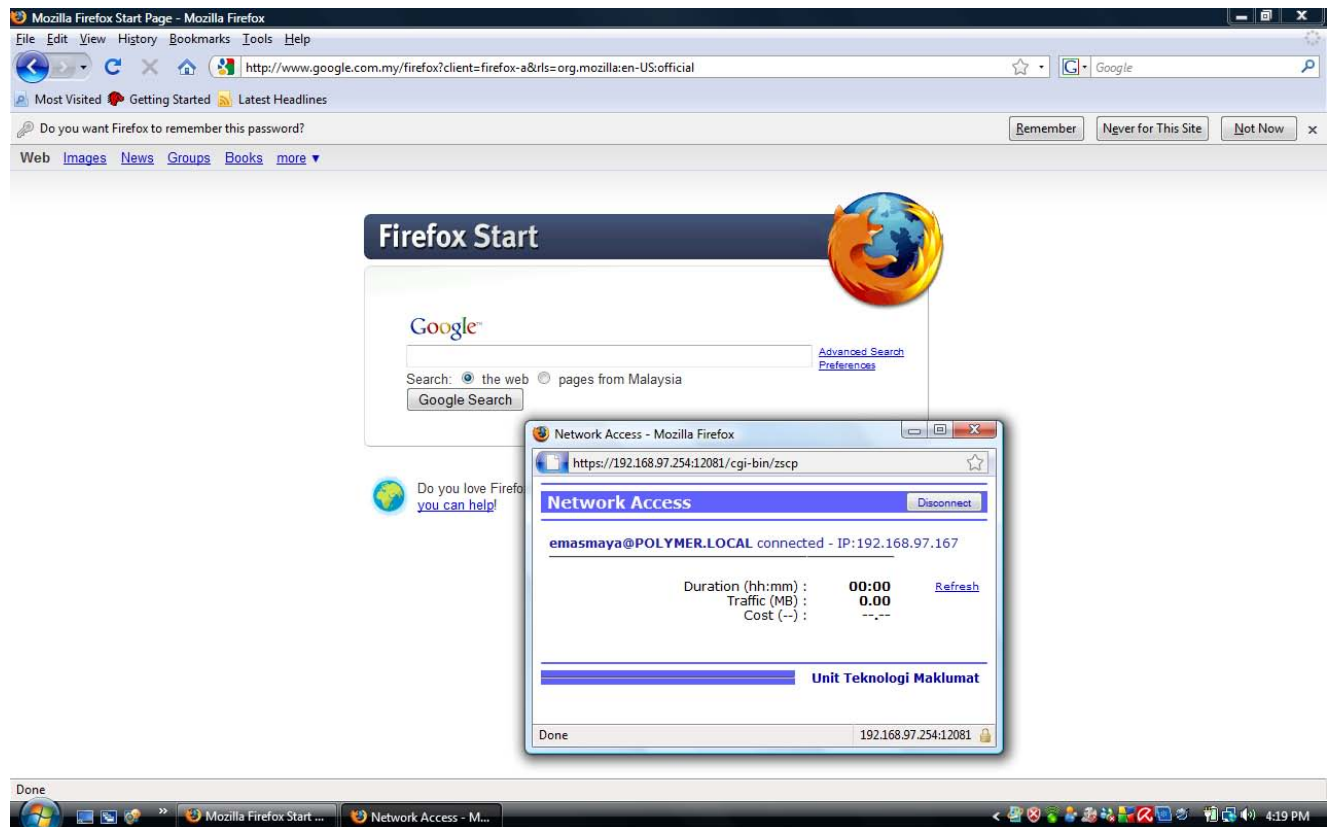 Mozilla Firefox Start Page - Mozilla Firefox
File Edit View History Bookmarks Tools Help
http://www.google.com.my/firefox?client=firefox-a&rls=org.mozilla:en-US:official
G Google
Most Visited Getting Started Latest Headlines
Do you want Firefox to remember this password? Remember Never for This Site Not Now x
Web Images News Groups Books more ▼
Firefox Start
Google™
Advanced Search
Preferences
Search: the web pages from Malaysia
Google Search
Do you love Firefo
you can help!
Network Access - Mozilla Firefox
https://192.168.97.254:12081/cgi-bin/zscp
Network Access Disconnect
emasmaya@POLYMER.LOCAL connected - IP:192.168.97.167
Duration (hh:mm) : 00:00 Refresh
Traffic (MB) : 0.00
Cost (--) : --.--
Unit Teknologi Maklumat
Done 192.168.97.254:12081
Done
Mozilla Firefox Start ... Network Access - M... 4:19 PM